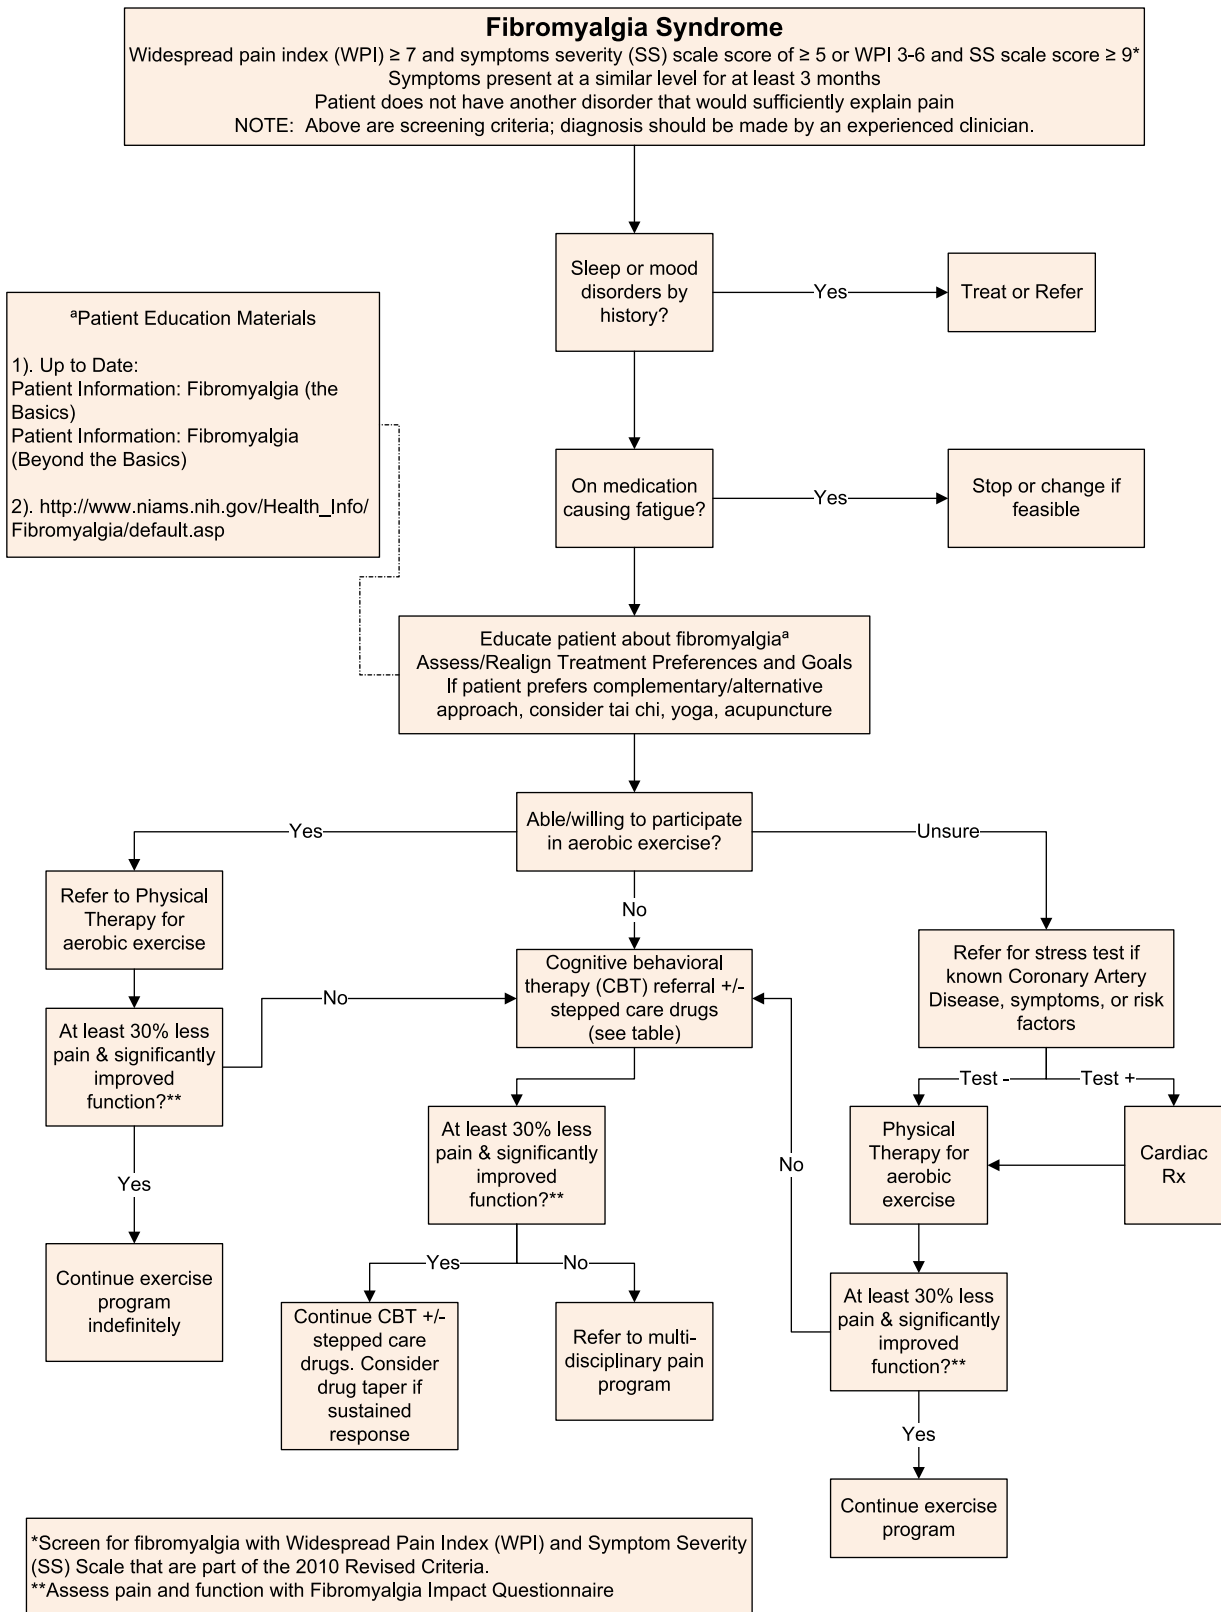 Fibromyalgia Syndrome
Widespread pain index (WPI) ≥ 7 and symptoms severity (SS) scale score of ≥ 5 or WPI 3-6 and SS scale score ≥ 9*
Symptoms present at a similar level for at least 3 months
Patient does not have another disorder that would sufficiently explain pain
NOTE: Above are screening criteria; diagnosis should be made by an experienced clinician.
Sleep or mood
disorders by
history?
Yes
Treat or Refer
ᵃPatient Education Materials
1). Up to Date:
Patient Information: Fibromyalgia (the
Basics)
Patient Information: Fibromyalgia
(Beyond the Basics)
2). http://www.niams.nih.gov/Health_Info/
Fibromyalgia/default.asp
On medication
causing fatigue?
Yes
Stop or change if
feasible
Educate patient about fibromyalgiaᵃ
Assess/Realign Treatment Preferences and Goals
If patient prefers complementary/alternative
approach, consider tai chi, yoga, acupuncture
Able/willing to participate
in aerobic exercise?
Yes
No
Unsure
Refer to Physical
Therapy for
aerobic exercise
At least 30% less
pain & significantly
improved
function?**
No
Yes
Continue exercise
program
indefinitely
Cognitive behavioral
therapy (CBT) referral +/-
stepped care drugs
(see table)
At least 30% less
pain & significantly
improved
function?**
Yes
No
Continue CBT +/-
stepped care
drugs. Consider
drug taper if
sustained
response
Refer to multi-
disciplinary pain
program
Refer for stress test if
known Coronary Artery
Disease, symptoms, or risk
factors
Test -
Test +
Physical
Therapy for
aerobic
exercise
Cardiac
Rx
No
At least 30% less
pain & significantly
improved
function?**
Yes
Continue exercise
program
*Screen for fibromyalgia with Widespread Pain Index (WPI) and Symptom Severity
(SS) Scale that are part of the 2010 Revised Criteria.
**Assess pain and function with Fibromyalgia Impact Questionnaire